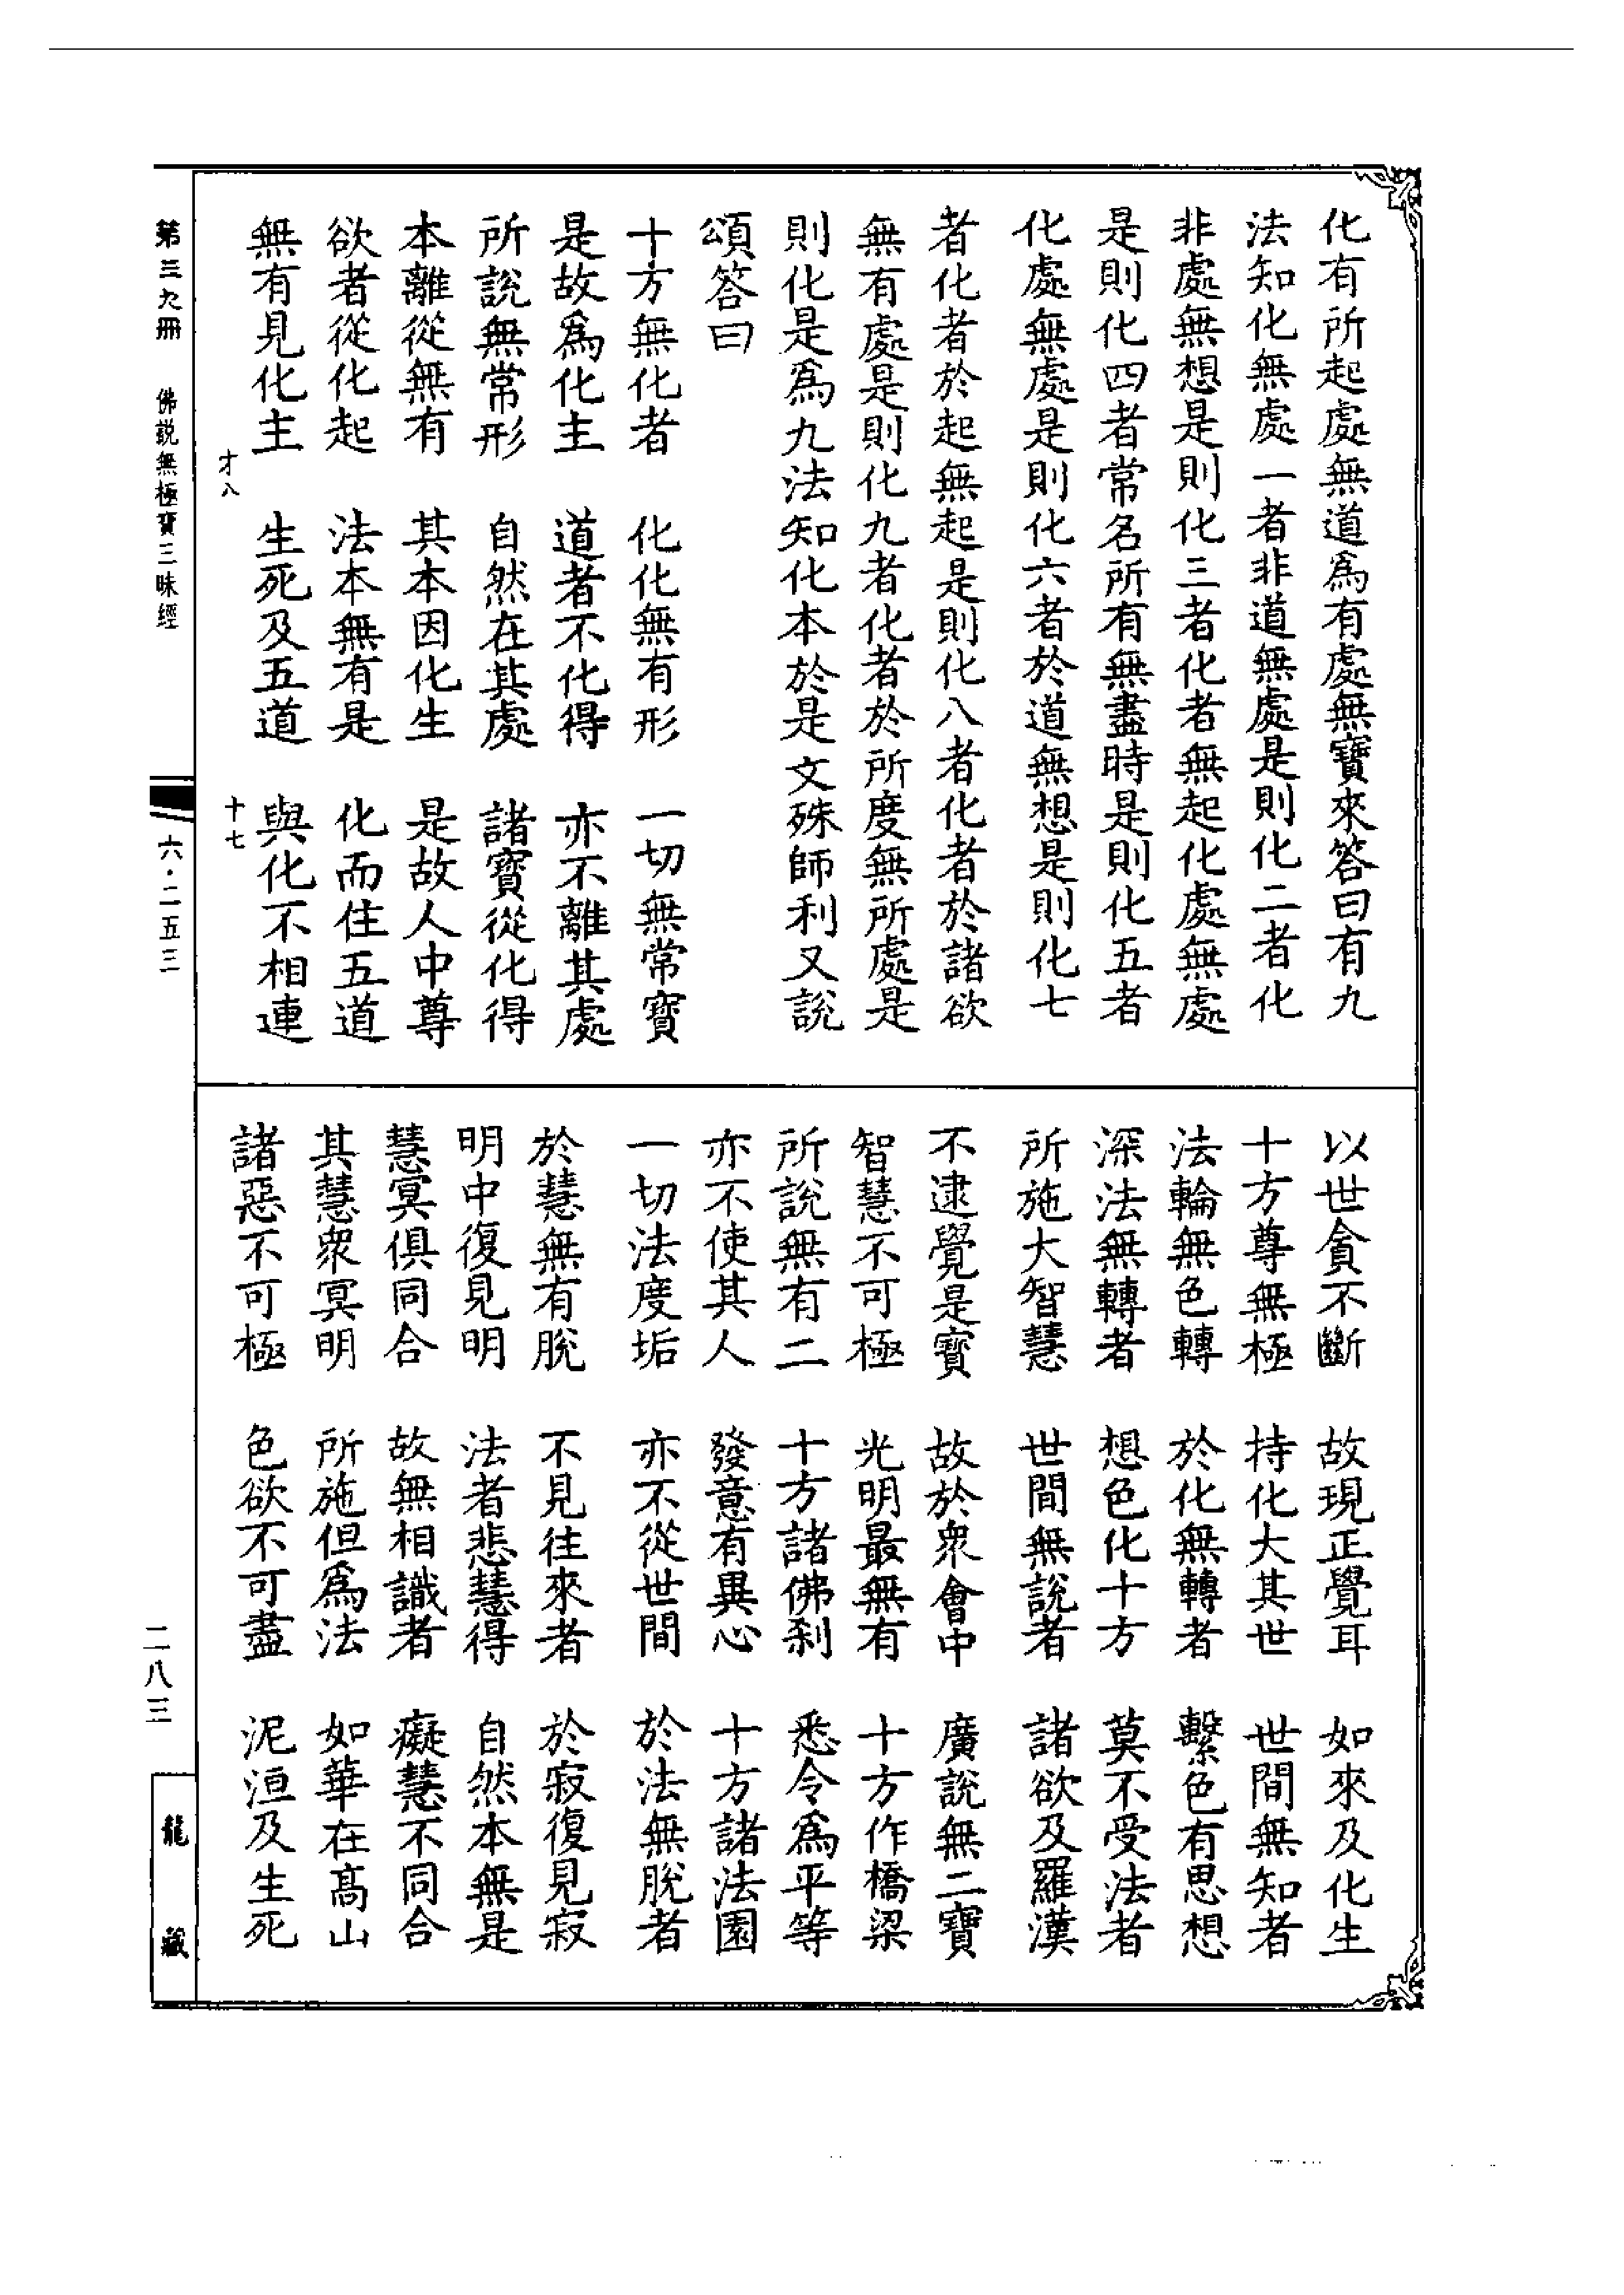 化有所起處無道爲有處無寶來答曰有九
法知化無處一者非道無處是則化二者化
非處無想是則化三者化者無起化處無處
是則化四者常名所有無盡時是則化五者
化處無處是則化六者於道無想是則化七
者化者於起無起是則化八者化者於諸欲
無有處是則化九者化者於所度無所處是
則化是爲九法知化本於是文殊師利又說
頌答曰
十方無化者 化化無有形 一切無常寶
是故爲化主 道者不化得 亦不離其處
所說無常形 自然在其處 諸寶從化得
本離從無有 其本因化生 是故人中尊
欲者從化起 法本無有是 化而住五道
無有見化主 生死及五道 與化不相連
才八 十七
以世貪不斷 故現正覺耳 如來及化生
十方尊無極 持化大其世 世間無知者
法輪無色轉 於化無轉者 繫色有思想
深法無轉者 想色化十方 莫不受法者
所施大智慧 世間無說者 諸欲及羅漢
不逮覺是寶 故於衆會中 廣說無二寶
智慧不可極 光明最無有 十方作橋梁
所說無有二 十方諸佛刹 悉令爲平等
亦不使其人 發意有異心 十方諸法園
一切法度垢 亦不從世間 於法無脫者
於慧無有脫 不見往來者 於寂復見寂
明中復見明 法者悲慧得 自然本無是
慧冥俱同合 故無相識者 癡慧不同合
其慧衆冥明 所施但爲法 如華在高山
諸惡不可極 色欲不可盡 泥洹及生死
第三九冊 佛説無極寶三昧經 六·二五三
二八三
龍藏